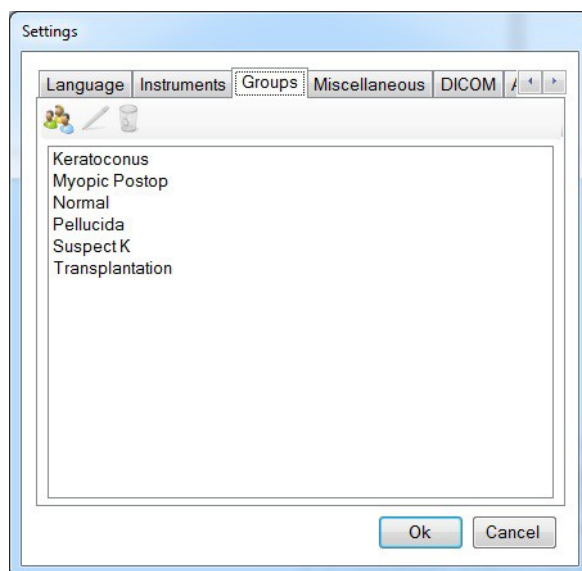 Settings
Language Instruments Groups Miscellaneous DICOM
Keratoconus
Myopic Postop
Normal
Pellucida
Suspect K
Transplantation
Ok Cancel